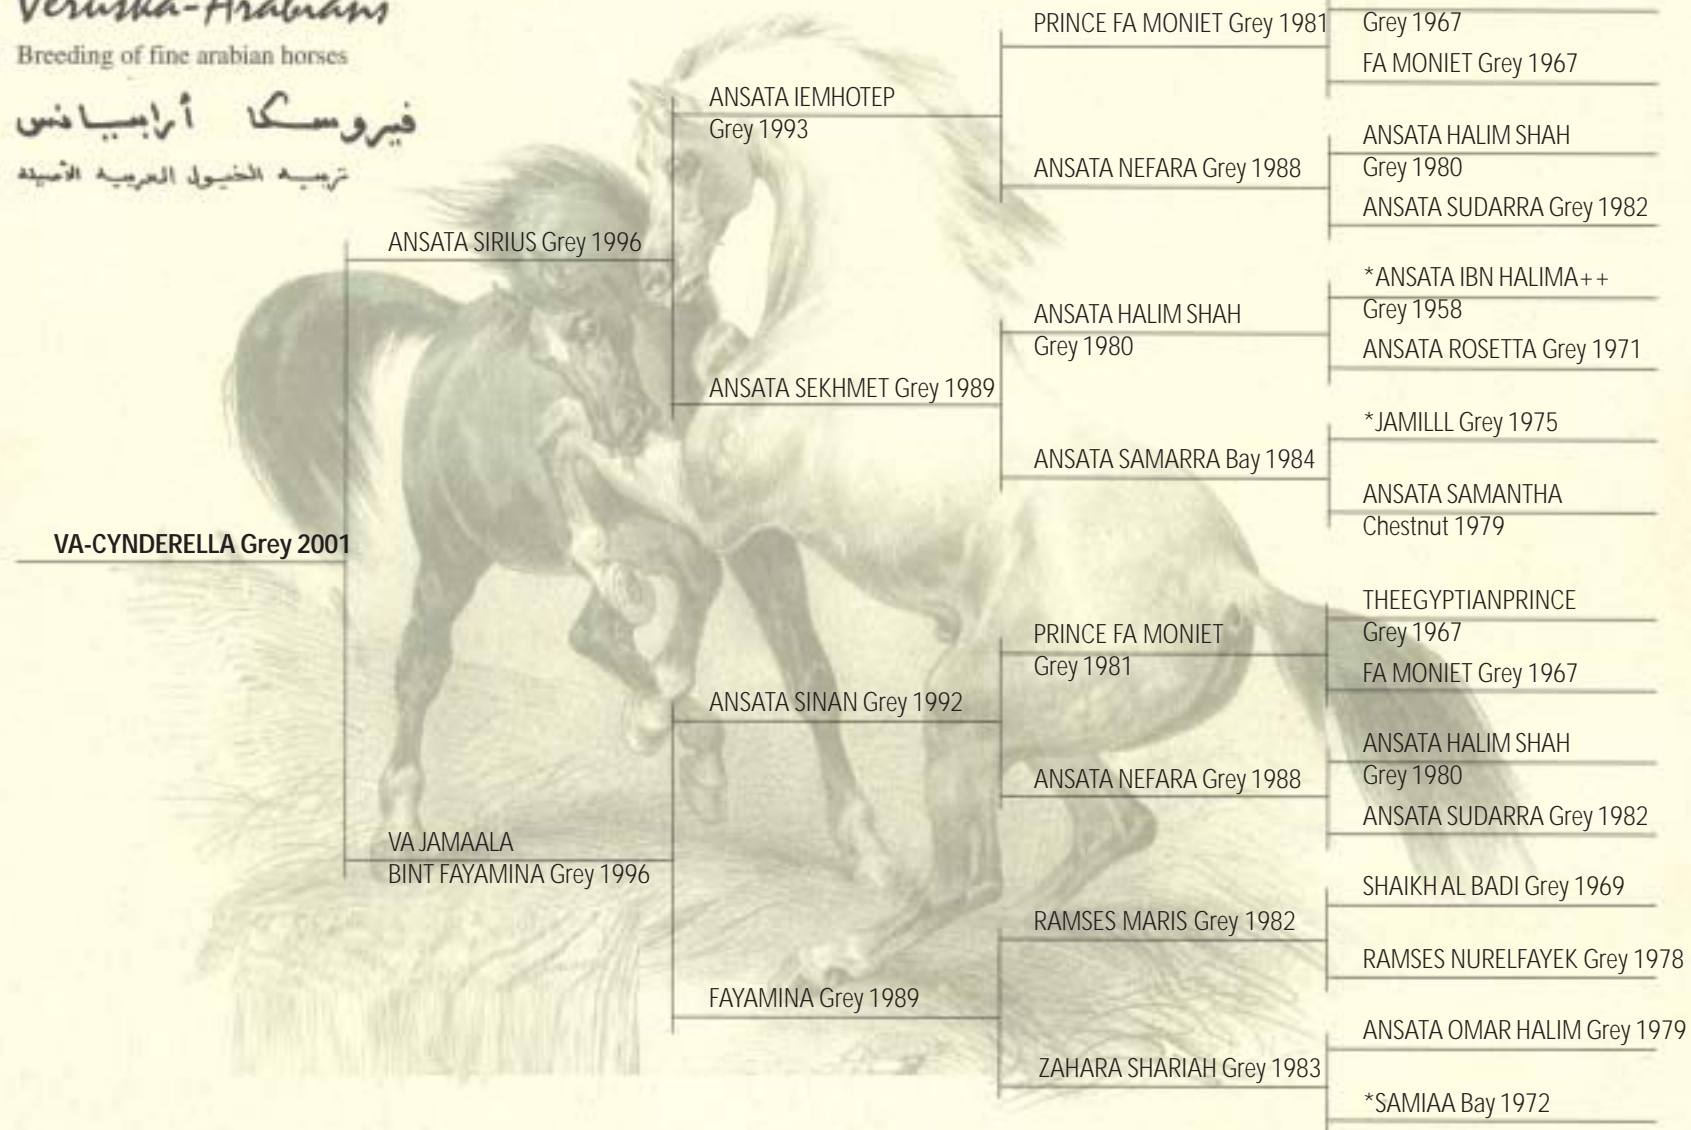 Veruska-Arabians
Breeding of fine arabian horses
فيروسكا أرابيانس
تربيه الخيول العربيه الأصيله
VA-CYNDERELLA Grey 2001
ANSATA SIRIUS Grey 1996
VA JAMAALA
BINT FAYAMINA Grey 1996
ANSATA IEMHOTEP
Grey 1993
ANSATA SEKHMET Grey 1989
ANSATA SINAN Grey 1992
FAYAMINA Grey 1989
PRINCE FA MONIET Grey 1981
ANSATA NEFARA Grey 1988
ANSATA HALIM SHAH
Grey 1980
ANSATA SAMARRA Bay 1984
PRINCE FA MONIET
Grey 1981
ANSATA NEFARA Grey 1988
RAMSES MARIS Grey 1982
ZAHARA SHARIAH Grey 1983
Grey 1967
FA MONIET Grey 1967
ANSATA HALIM SHAH
Grey 1980
ANSATA SUDARRA Grey 1982
*ANSATA IBN HALIMA++
Grey 1958
ANSATA ROSETTA Grey 1971
*JAMILLL Grey 1975
ANSATA SAMANTHA
Chestnut 1979
THEEGYPTIANPRINCE
Grey 1967
FA MONIET Grey 1967
ANSATA HALIM SHAH
Grey 1980
ANSATA SUDARRA Grey 1982
SHAIKH AL BADI Grey 1969
RAMSES NURELFAYEK Grey 1978
ANSATA OMAR HALIM Grey 1979
*SAMIAA Bay 1972